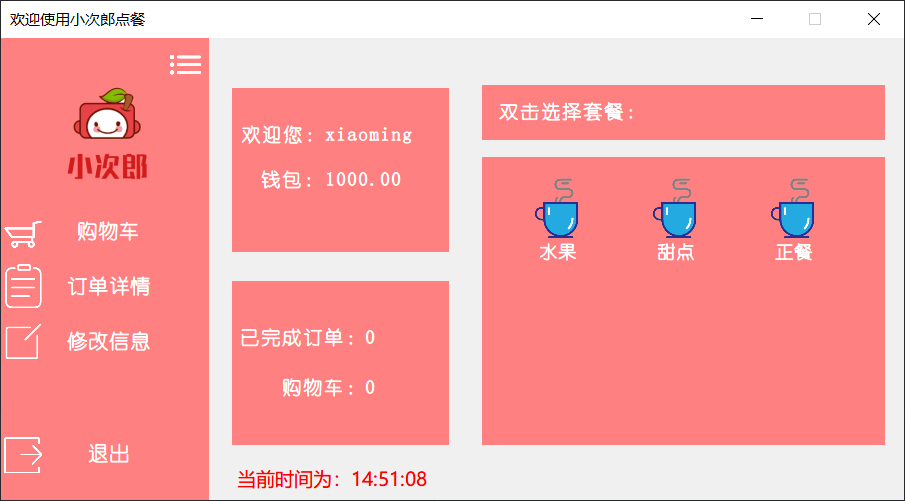 欢迎使用小次郎点餐
小次郎
购物车
订单详情
修改信息
退出
欢迎您：xiaoming
钱包：1000.00
已完成订单：0
购物车：0
当前时间为：14:51:08
双击选择套餐：
水果
甜点
正餐